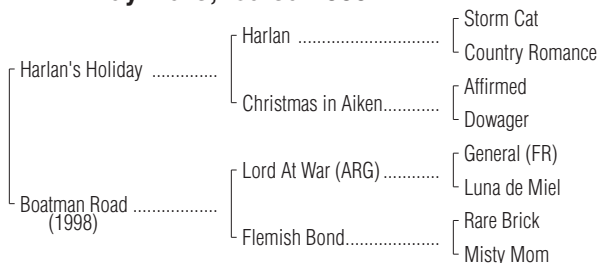 Harlan ................................
Storm Cat
Country Romance
Harlan's Holiday ..............
Christmas in Aiken............
Affirmed
Dowager
Lord At War (ARG) ............
General (FR)
Luna de Miel
Boatman Road ..................
(1998)
Flemish Bond.....................
Rare Brick
Misty Mom